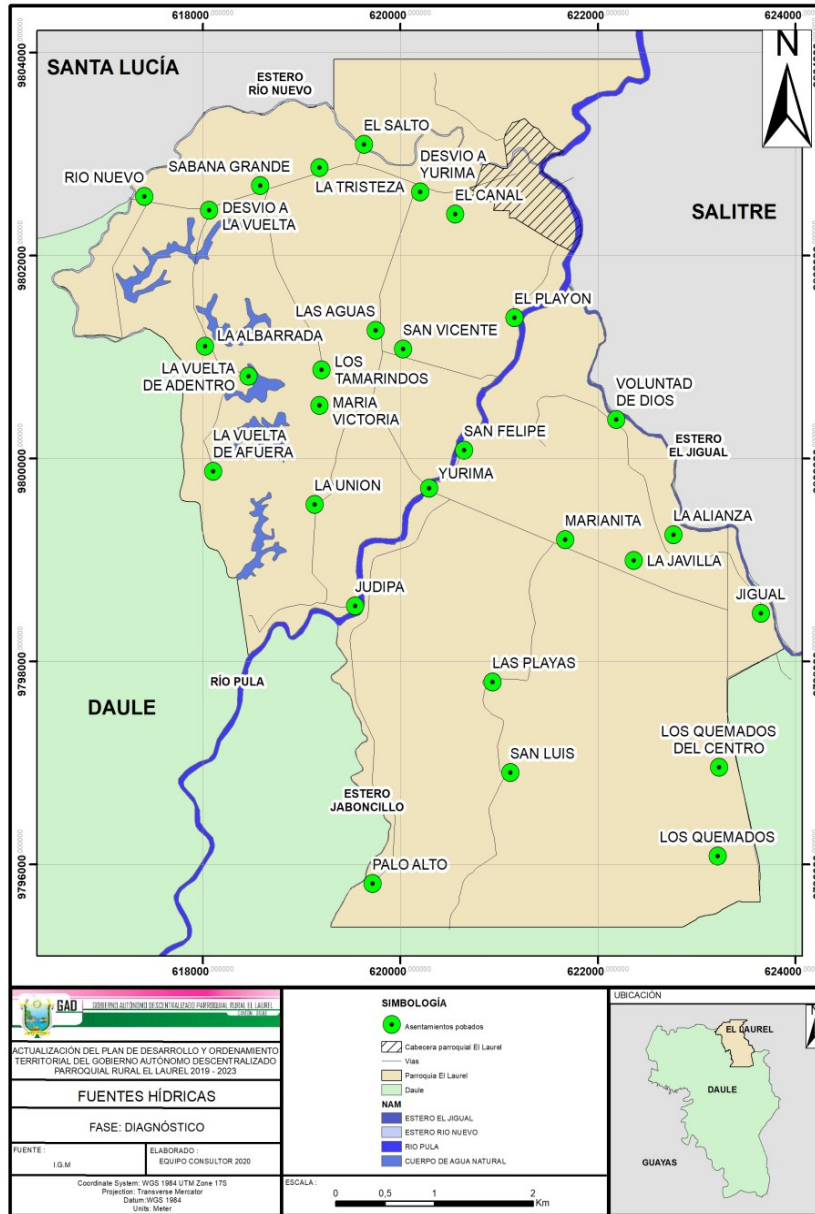 618000,000000
620000,000000
622000,000000
624000,000000
9804000
SANTA LUCÍA
ESTERO
RÍO NUEVO
N
EL SALTO
SABANA GRANDE
DESVIO A
YURIMA
RIO NUEVO
LA TRISTEZA
EL CANAL
DESVIO A
LA VUELTA
SALITRE
9802000
EL PLAYON
LAS AGUAS
SAN VICENTE
LA ALBARRADA
LA VUELTA
DE ADENTRO
LOS
TAMARINDOS
VOLUNTAD
DE DIOS
MARIA
VICTORIA
SAN FELIPE
ESTERO
EL JIGUAL
LA VUELTA
DE AFUERA
9800000
YURIMA
LA UNION
MARIANITA
LA ALIANZA
LA JAVILLA
JUDIPA
JIGUAL
9798000
RÍO PULA
LAS PLAYAS
DAULE
LOS QUEMADOS
DEL CENTRO
SAN LUIS
ESTERO
JABONCILLO
LOS QUEMADOS
PALO ALTO
9796000
618000,000000
620000,000000
622000,000000
624000,000000
GAD
GOBIERNO AUTÓNOMO DESCENTRALIZADO PARROQUIAL RURAL EL LAUREL
ACTUALIZACIÓN DEL PLAN DE DESARROLLO Y ORDENAMIENTO
TERRITORIAL DEL GOBIERNO AUTÓNOMO DESCENTRALIZADO
PARROQUIAL RURAL EL LAUREL 2019 - 2023
FUENTES HÍDRICAS
FASE: DIAGNÓSTICO
FUENTE :
I.G.M
ELABORADO :
EQUIPO CONSULTOR 2020
Coordinate System: WGS 1984 UTM Zone 17S
Projection: Transverse Mercator
Datum:WGS 1984
Units: Meter
SIMBOLOGÍA
Asentamientos poblados
Cabecera parroquial El Laurel
Vias
Parroquia El Laurel
Daule
NAM
ESTERO EL JIGUAL
ESTERO RIO NUEVO
RIO PULA
CUERPO DE AGUA NATURAL
ESCALA :
0 0,5 1 2
Km
UBICACIÓN
N
EL LAUREL
DAULE
GUAYAS